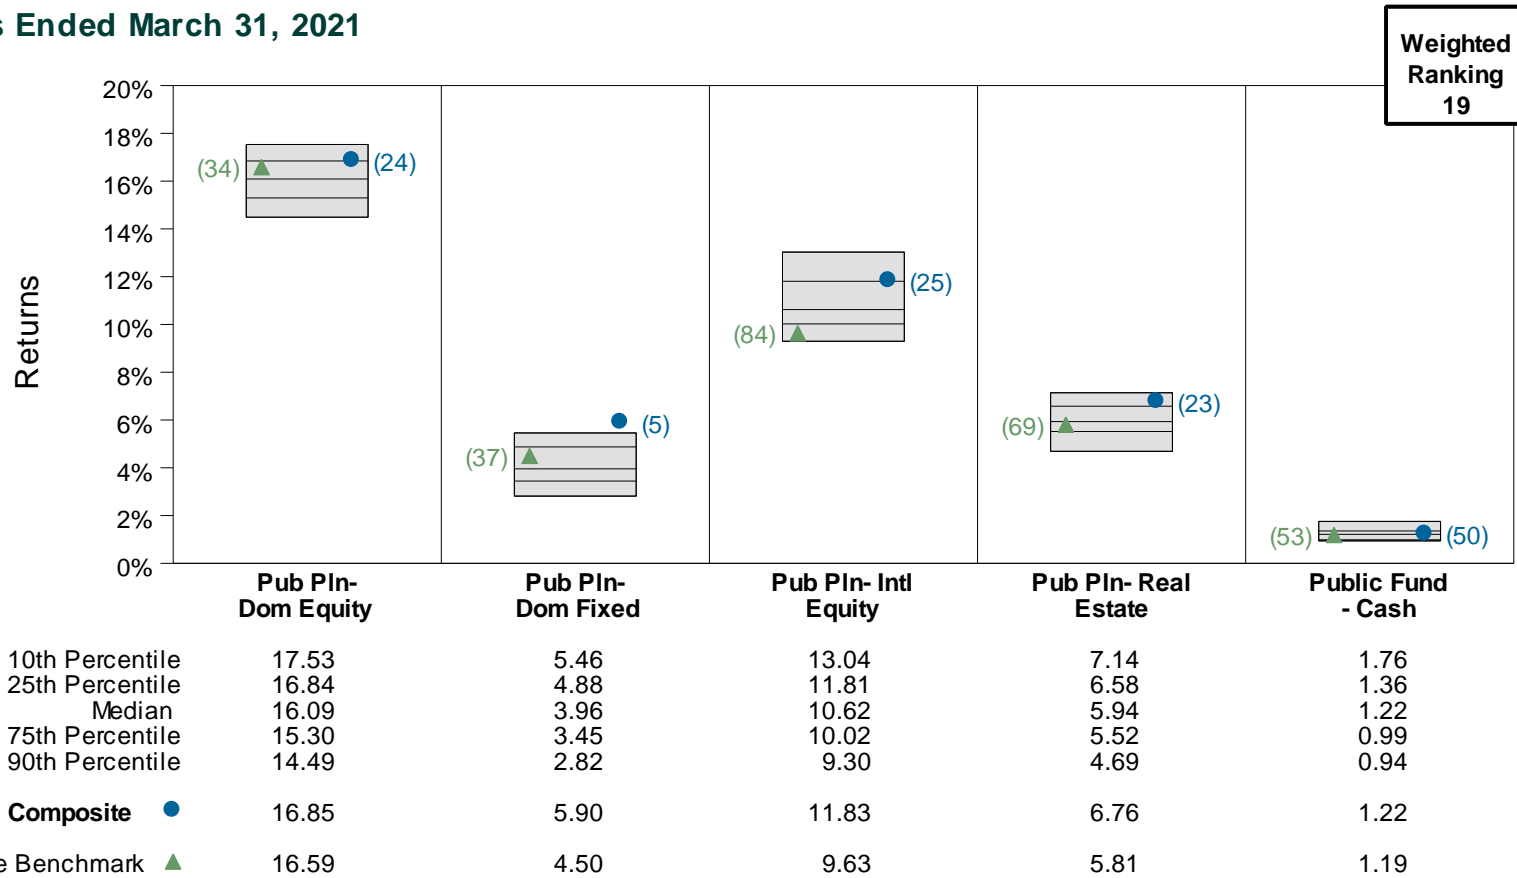 Ended March 31, 2021
Weighted
Ranking
19
20%
18%
16%
14%
12%
10%
8%
6%
4%
2%
0%
Returns
(34)
(24)
(37)
(5)
(84)
(25)
(69)
(23)
(53)
(50)
Pub Pln-
Dom Equity
Pub Pln-
Dom Fixed
Pub Pln- Intl
Equity
Pub Pln- Real
Estate
Public Fund
- Cash
10th Percentile 17.53 5.46 13.04 7.14 1.76
25th Percentile 16.84 4.88 11.81 6.58 1.36
Median 16.09 3.96 10.62 5.94 1.22
75th Percentile 15.30 3.45 10.02 5.52 0.99
90th Percentile 14.49 2.82 9.30 4.69 0.94
Composite 16.85 5.90 11.83 6.76 1.22
Benchmark 16.59 4.50 9.63 5.81 1.19